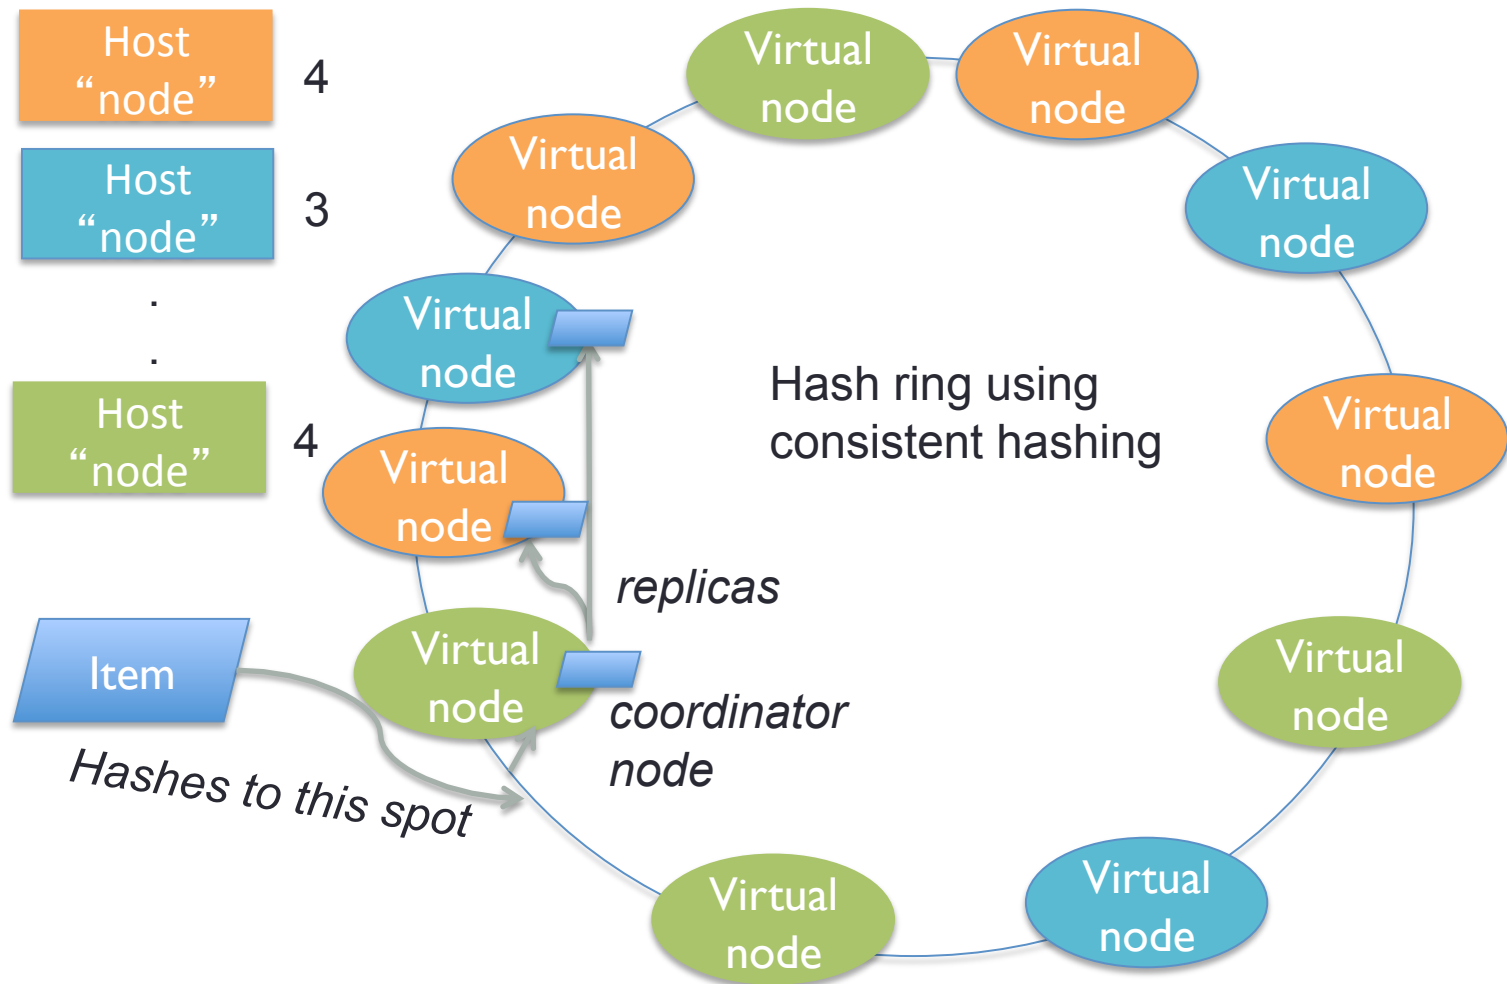 Host
“node”
4
Host
“node”
3
.
.
Host
“node”
4
Virtual
node
Virtual
node
Virtual
node
Virtual
node
Virtual
node
Virtual
node
Virtual
node
Virtual
node
Virtual
node
Virtual
node
Virtual
node
Hash ring using
consistent hashing
replicas
coordinator
node
Item
Hashes to this spot